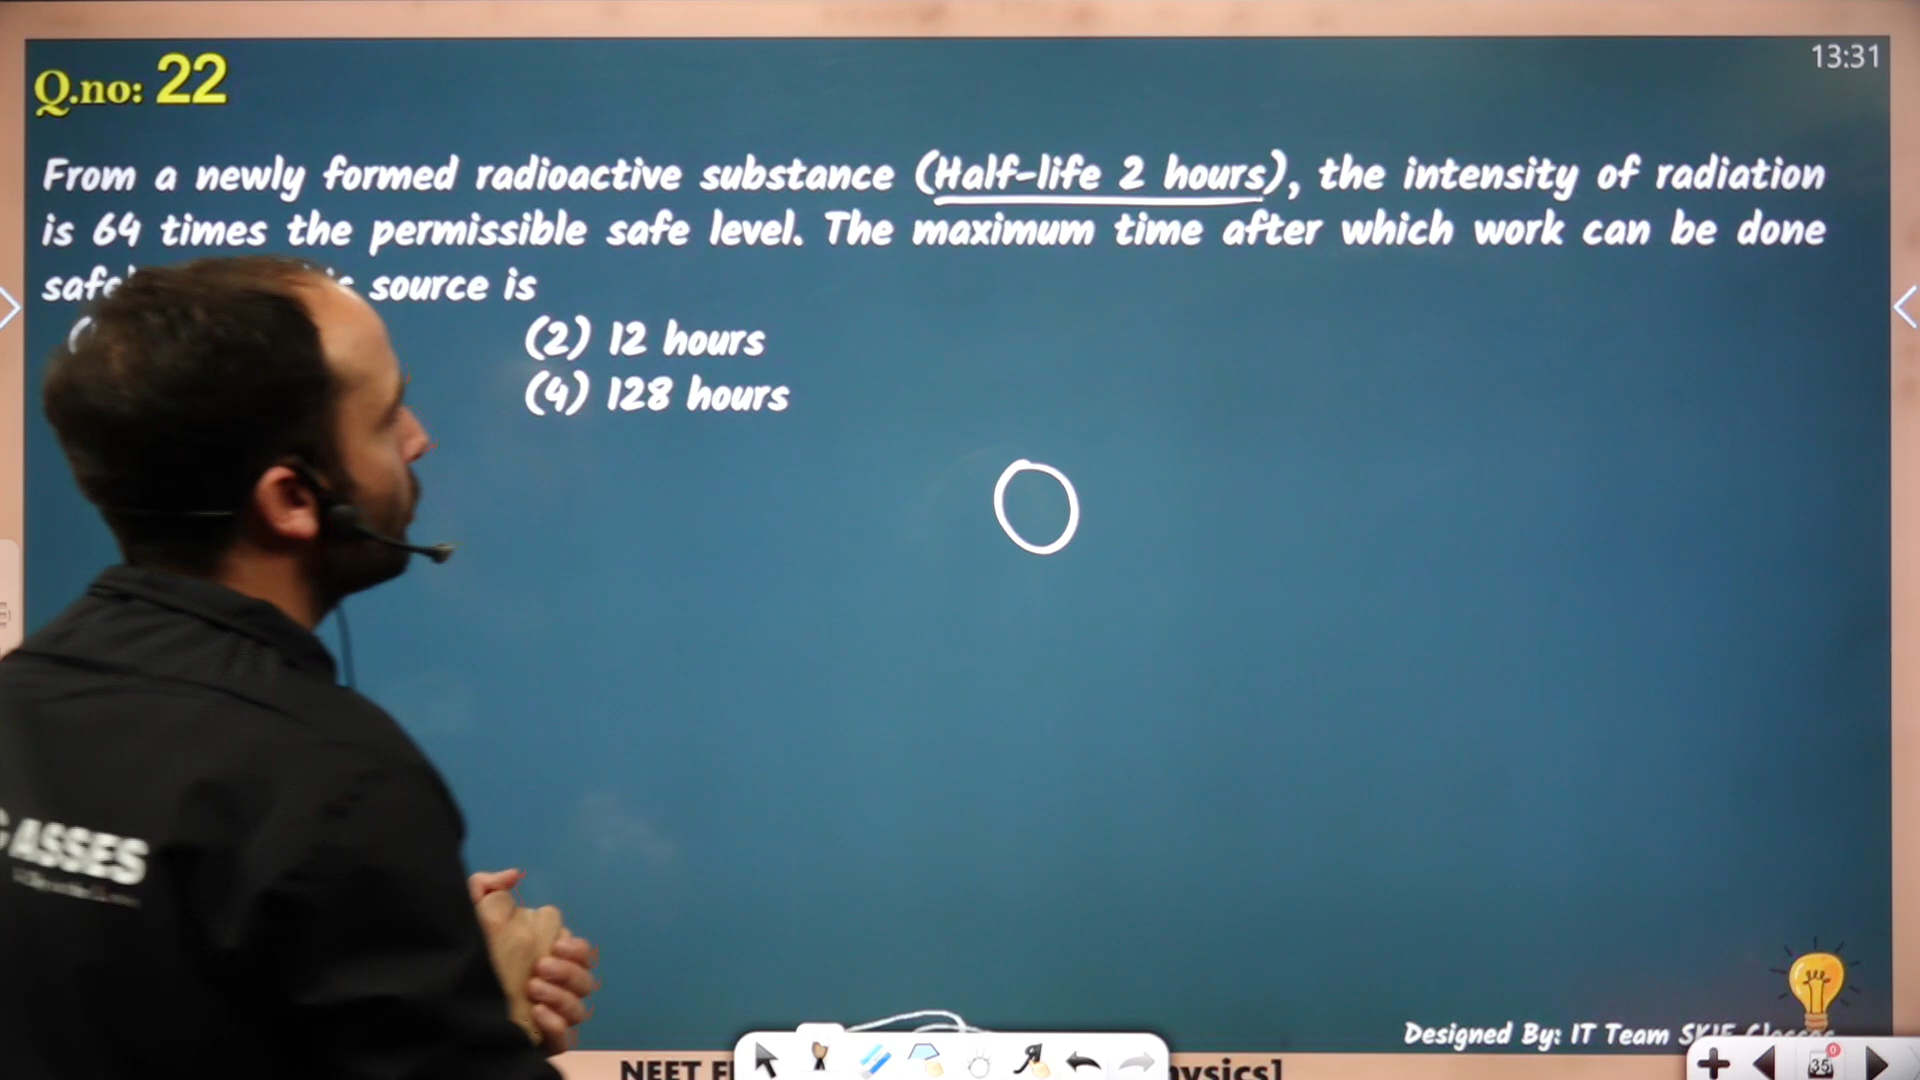 Q.no: 22
13:31
From a newly formed radioactive substance (Half-life 2 hours), the intensity of radiation
is 64 times the permissible safe level. The maximum time after which work can be done
source is
(2) 12 hours
(4) 128 hours
ASSES
Designed By: IT Team
35
0
NEET